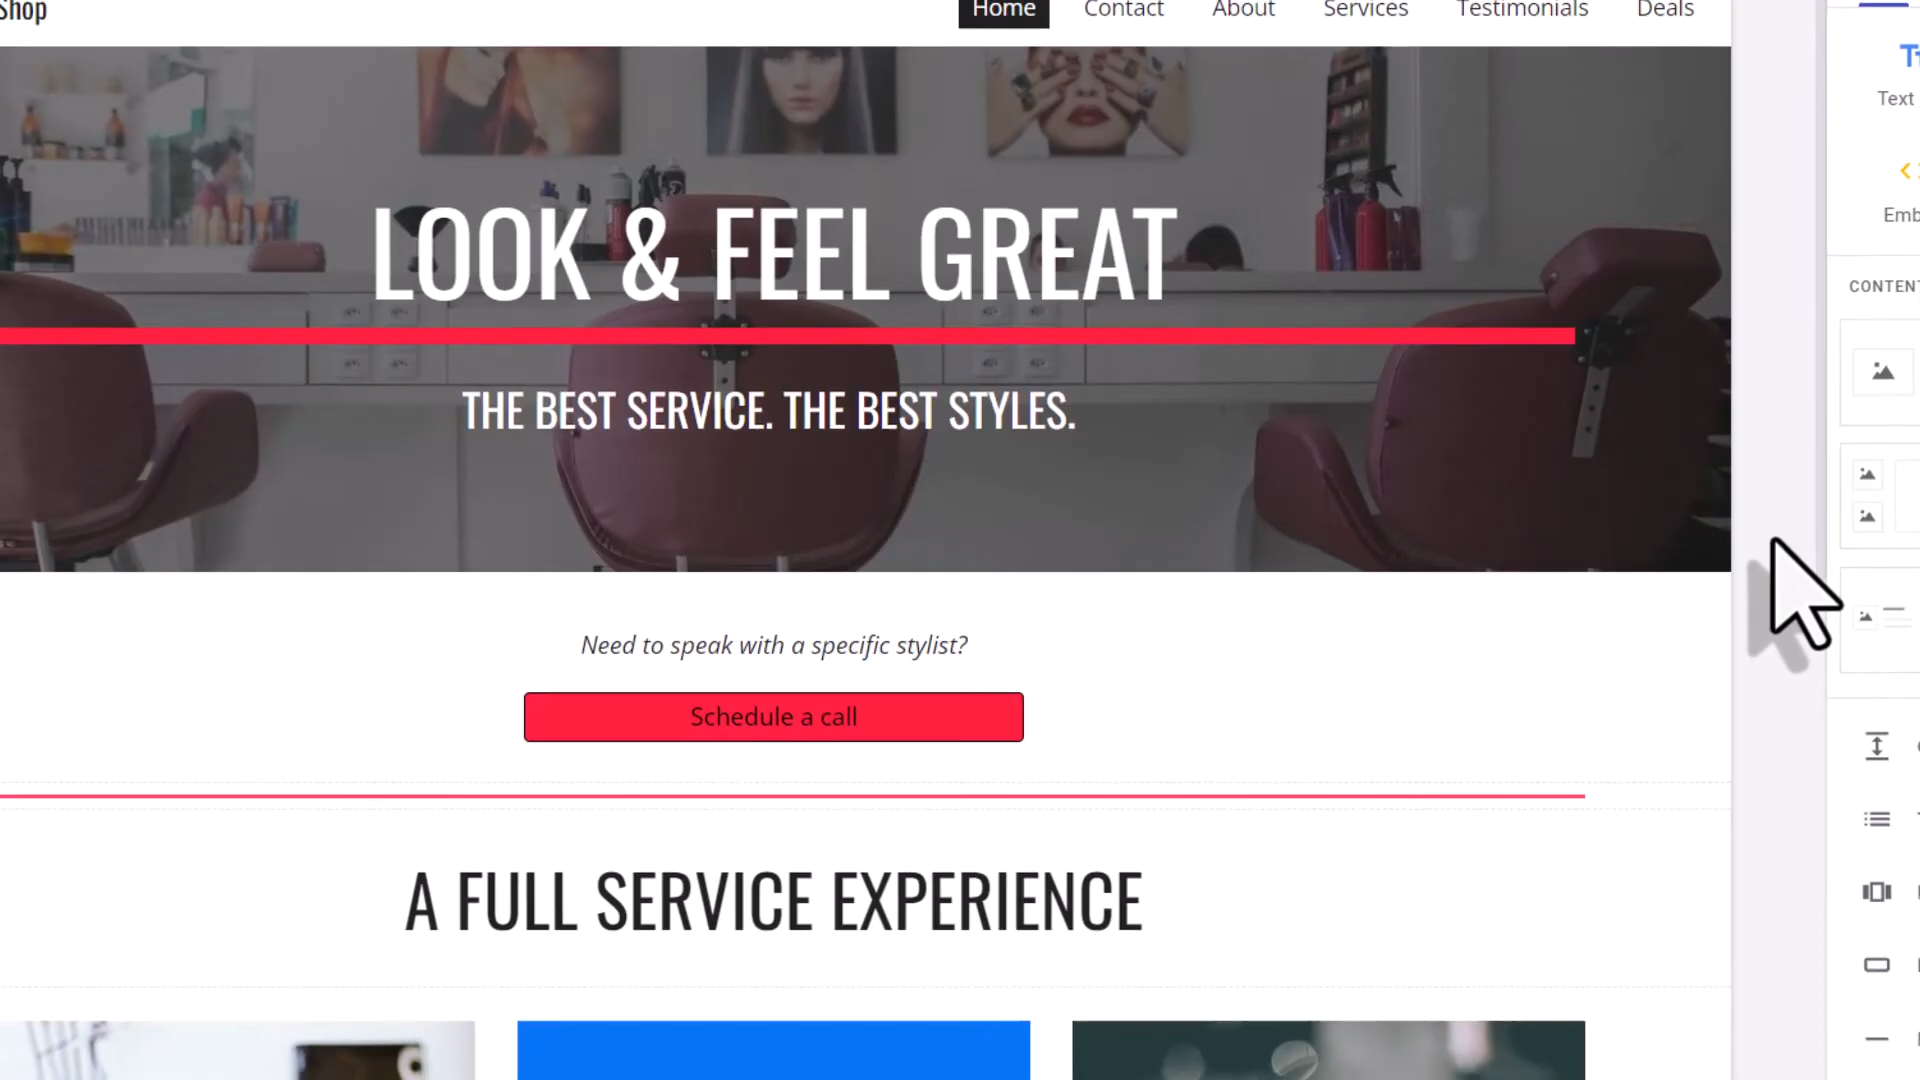 Shop
Home Contact About Services Testimonials Deals
Text
LOOK & FEEL GREAT
THE BEST SERVICE. THE BEST STYLES.
Need to speak with a specific stylist?
Schedule a call
A FULL SERVICE EXPERIENCE